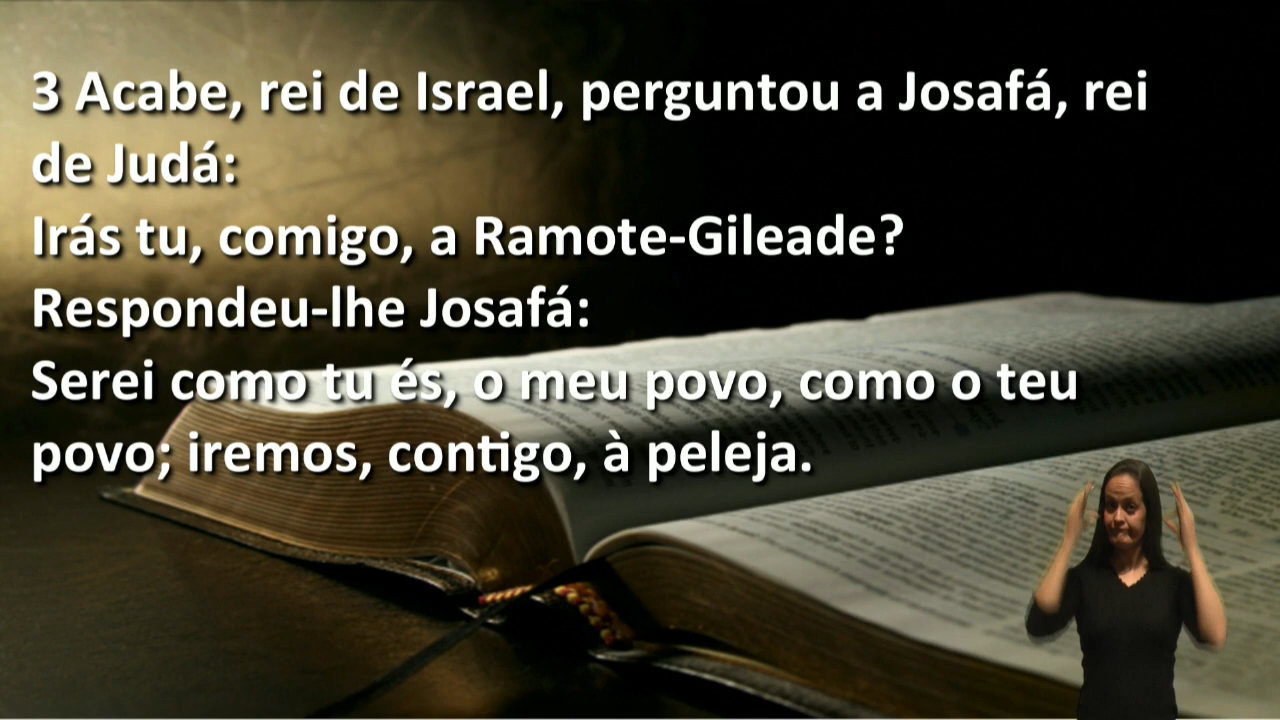 3 Acabe, rei de Israel, perguntou a Josafá, rei
de Judá:
Irás tu, comigo, a Ramote-Gileade?
Respondeu-lhe Josafá:
Serei como tu és, o meu povo, como o teu
povo; iremos, contigo, à peleja.